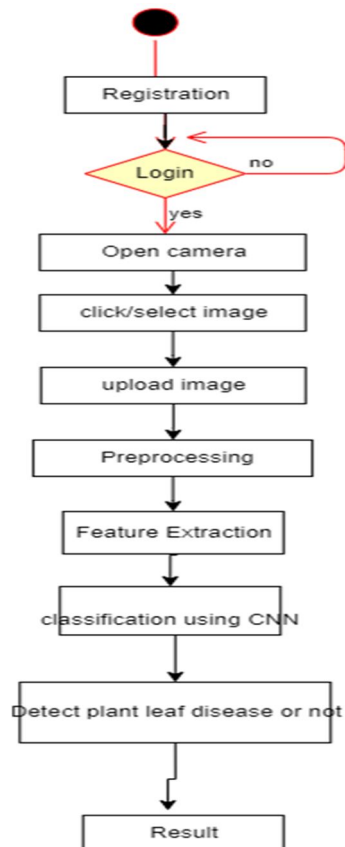 Registration
Login
no
yes
Open camera
click/select image
upload image
Preprocessing
Feature Extraction
classification using CNN
Detect plant leaf disease or not
Result